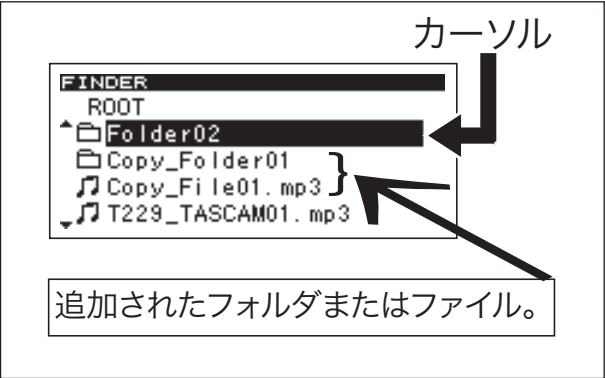 カーソル
FINDER
ROOT
Folder02
Copy_Folder01
Copy_File01.mp3
T229_TASCAM01.mp3
追加されたフォルダまたはファイル。